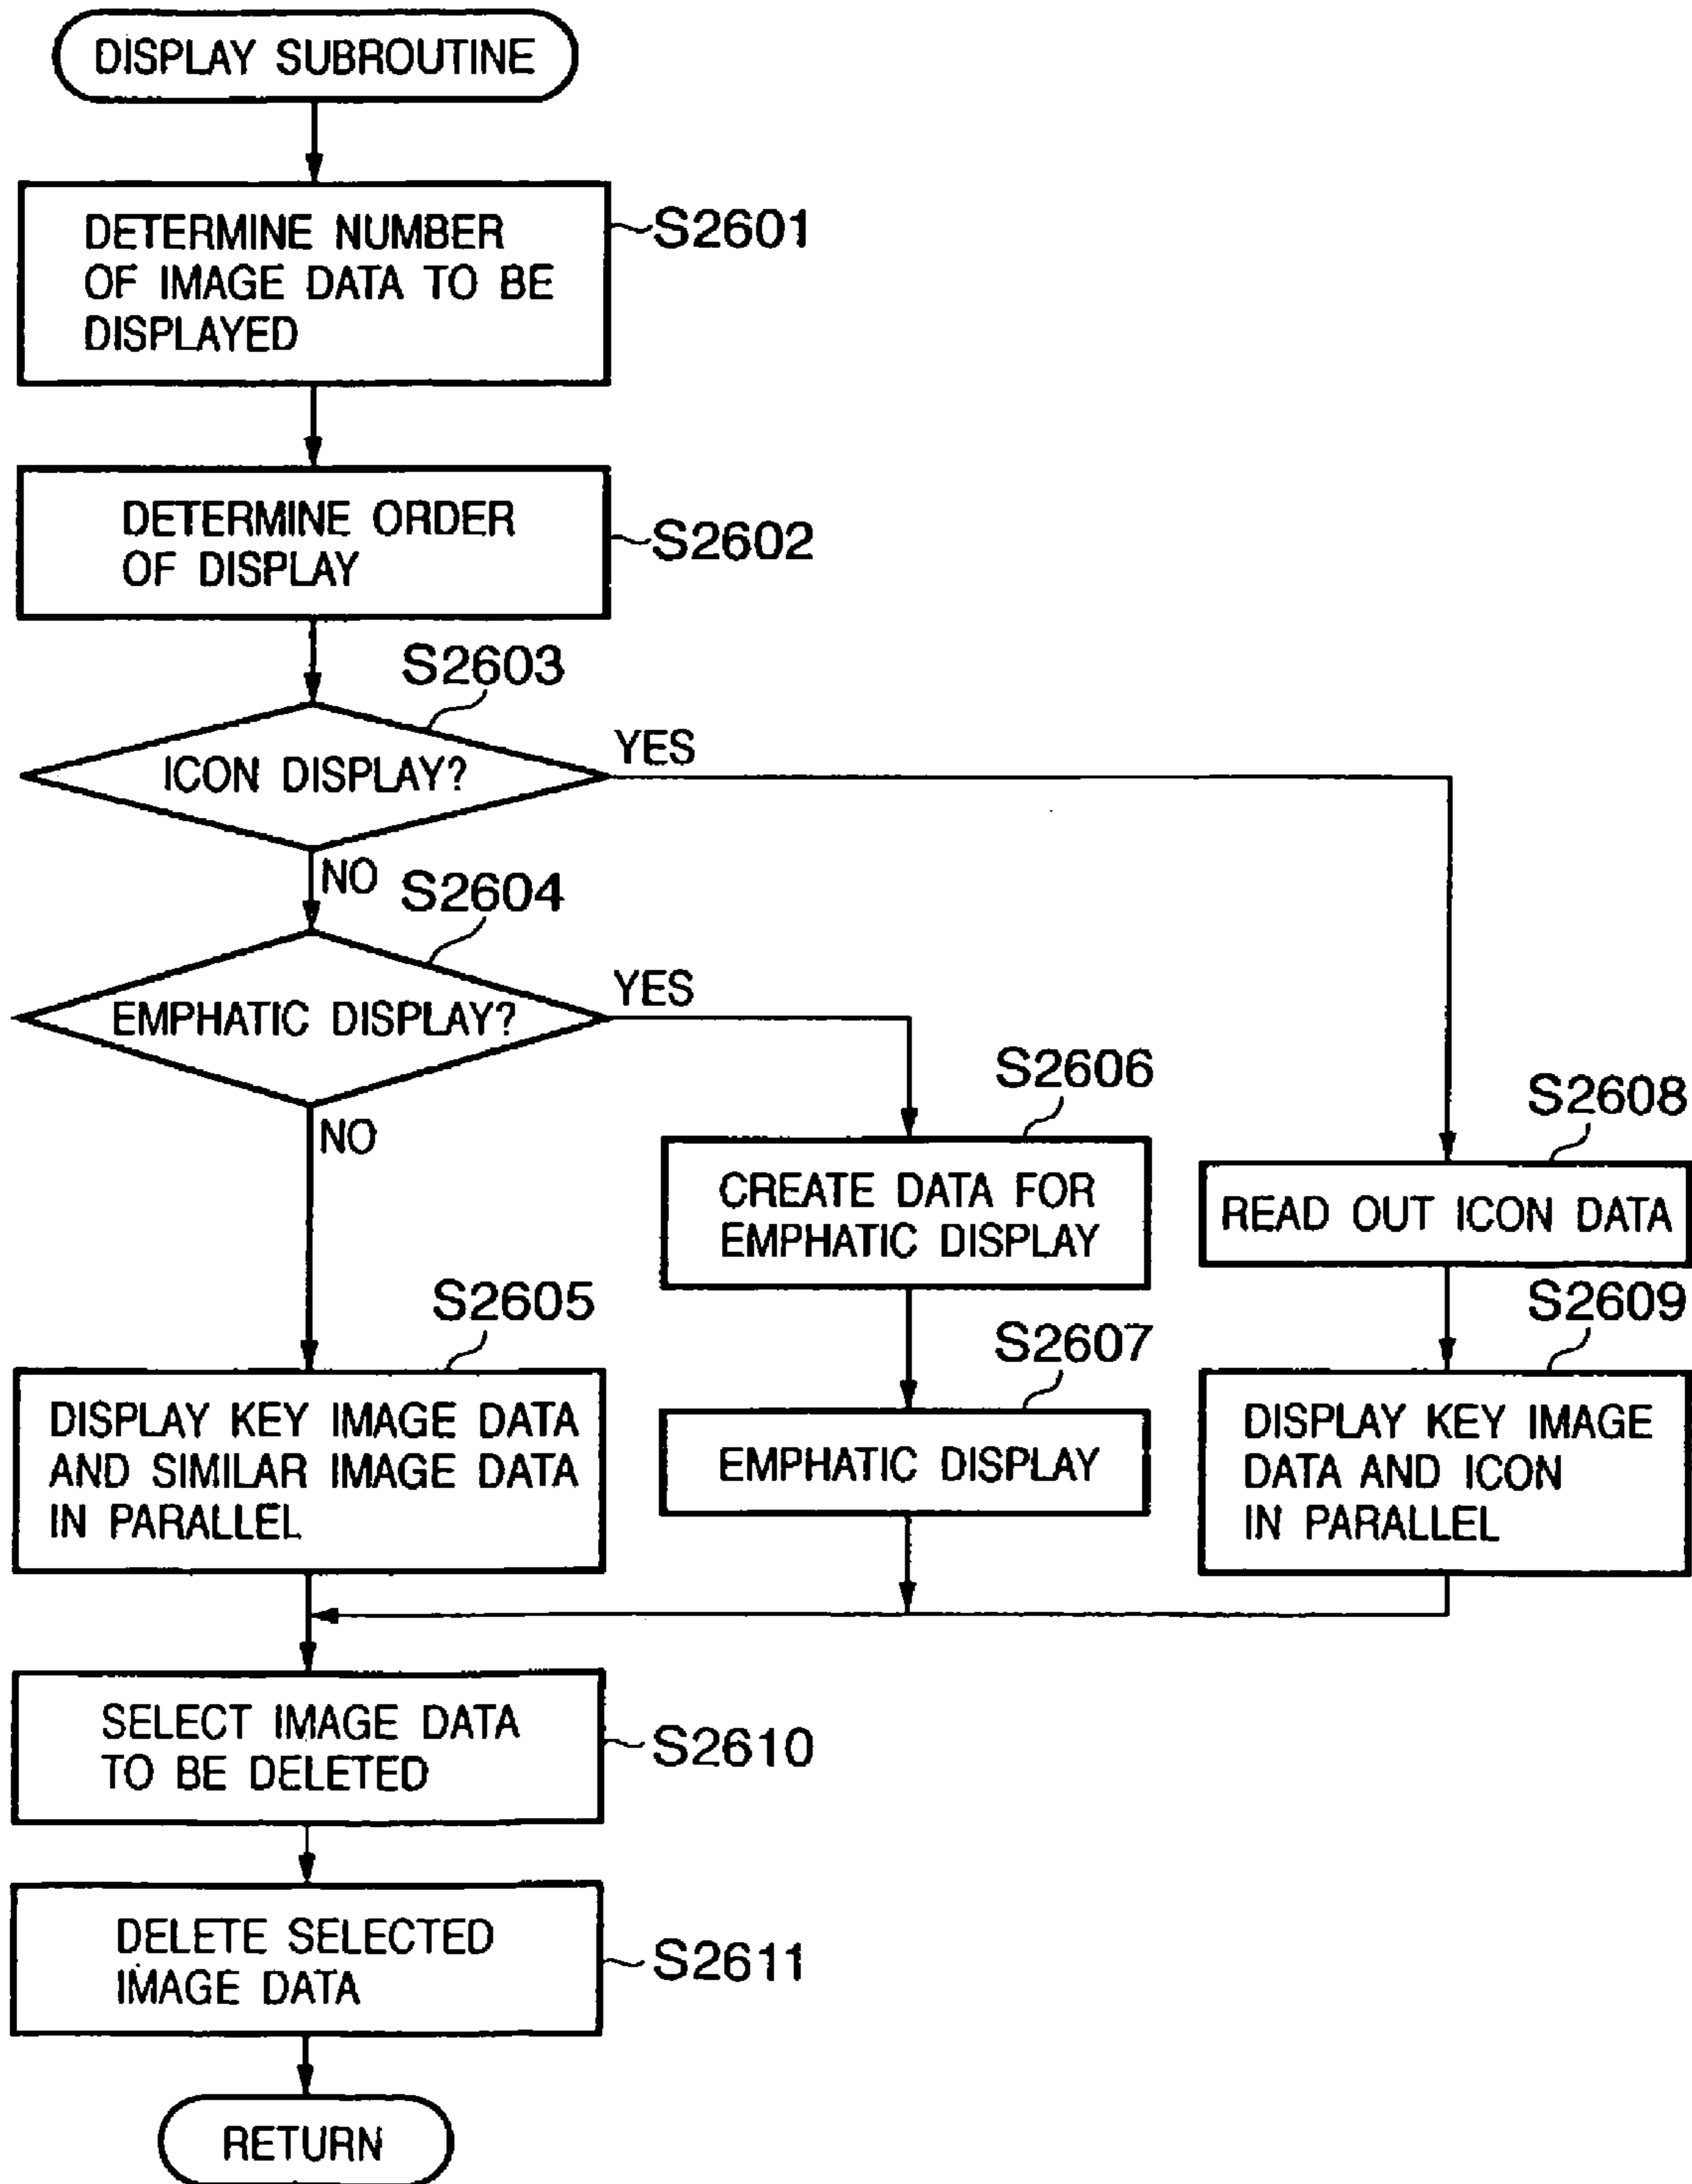 DISPLAY SUBROUTINE
DETERMINE NUMBER
OF IMAGE DATA TO BE
DISPLAYED
S2601
DETERMINE ORDER
OF DISPLAY
S2602
S2603
ICON DISPLAY?
YES
NO
S2604
EMPHATIC DISPLAY?
YES
NO
S2606
CREATE DATA FOR
EMPHATIC DISPLAY
S2608
READ OUT ICON DATA
S2605
DISPLAY KEY IMAGE DATA
AND SIMILAR IMAGE DATA
IN PARALLEL
S2607
EMPHATIC DISPLAY
S2609
DISPLAY KEY IMAGE
DATA AND ICON
IN PARALLEL
SELECT IMAGE DATA
TO BE DELETED
S2610
DELETE SELECTED
IMAGE DATA
S2611
RETURN